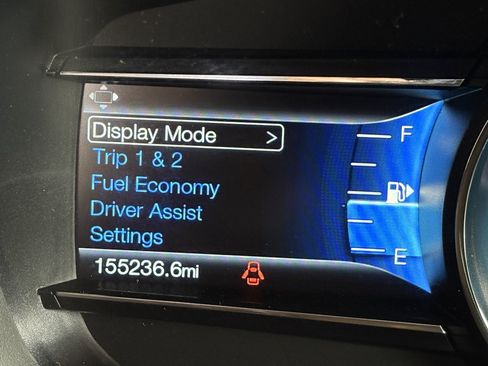 Display Mode >
Trip 1 & 2
Fuel Economy
Driver Assist
Settings
155236.6mi
F
E